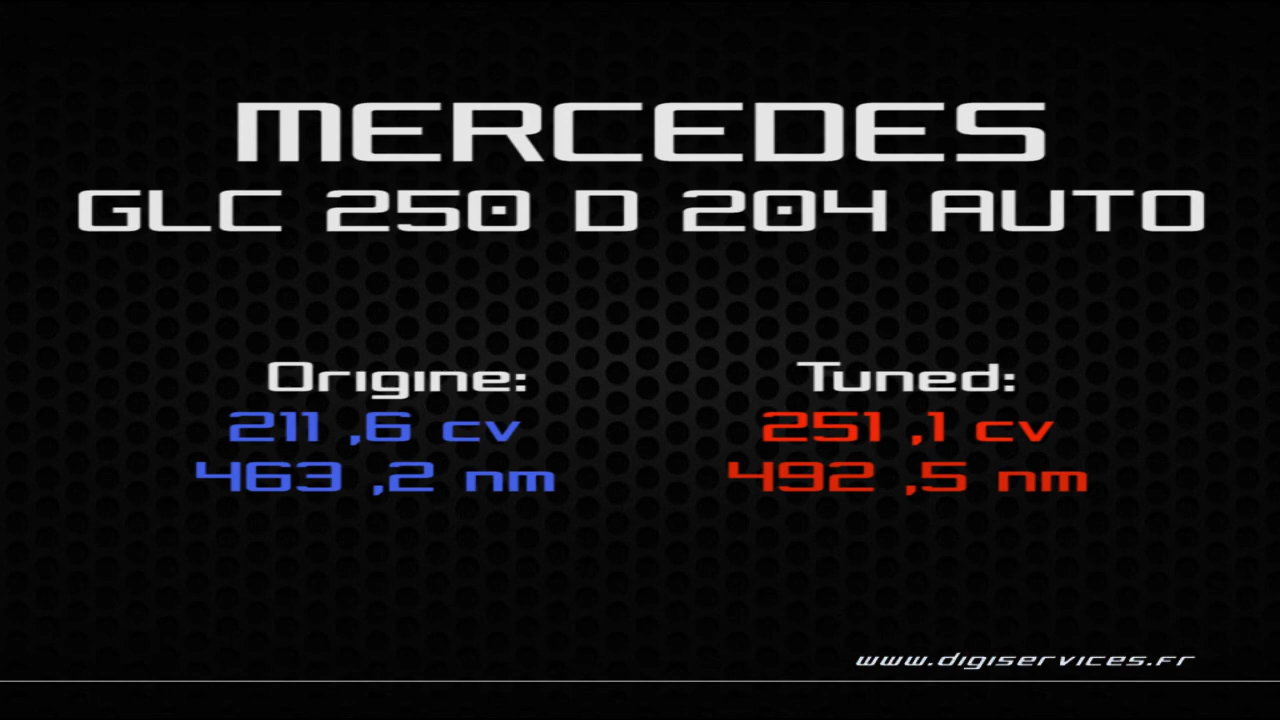 MERCEDES
GLC 250 D 204 AUTO
Origine: Tuned:
211 ,6 cv 251 ,1 cv
463 ,2 nm 492 ,5 nm
www.digiservices.fr